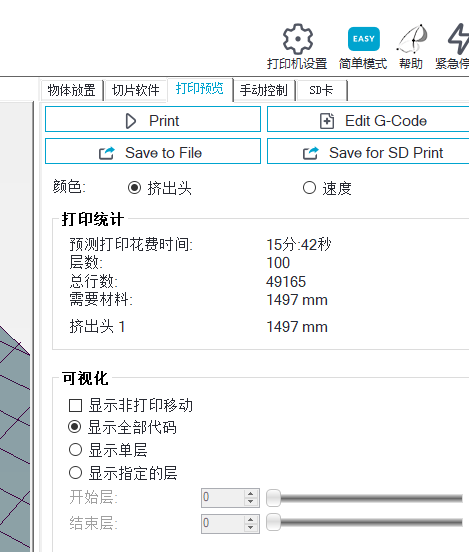 EASY
打印机设置 简单模式 帮助 紧急停
物体放置 切片软件 打印预览 手动控制 SD卡
Print Edit G-Code
Save to File Save for SD Print
颜色: 挤出头 速度
打印统计
预测打印花费时间: 15分:42秒
层数: 100
总行数: 49165
需要材料: 1497 mm
挤出头 1 1497 mm
可视化
显示非打印移动
显示全部代码
显示单层
显示指定的层
开始层: 0
结束层: 0